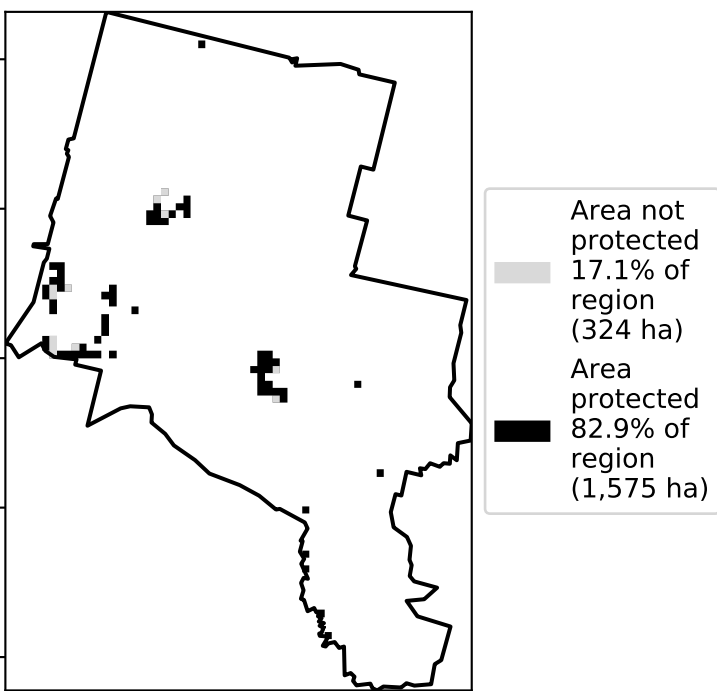 Area not
protected
17.1% of
region
(324 ha)
Area
protected
82.9% of
region
(1,575 ha)